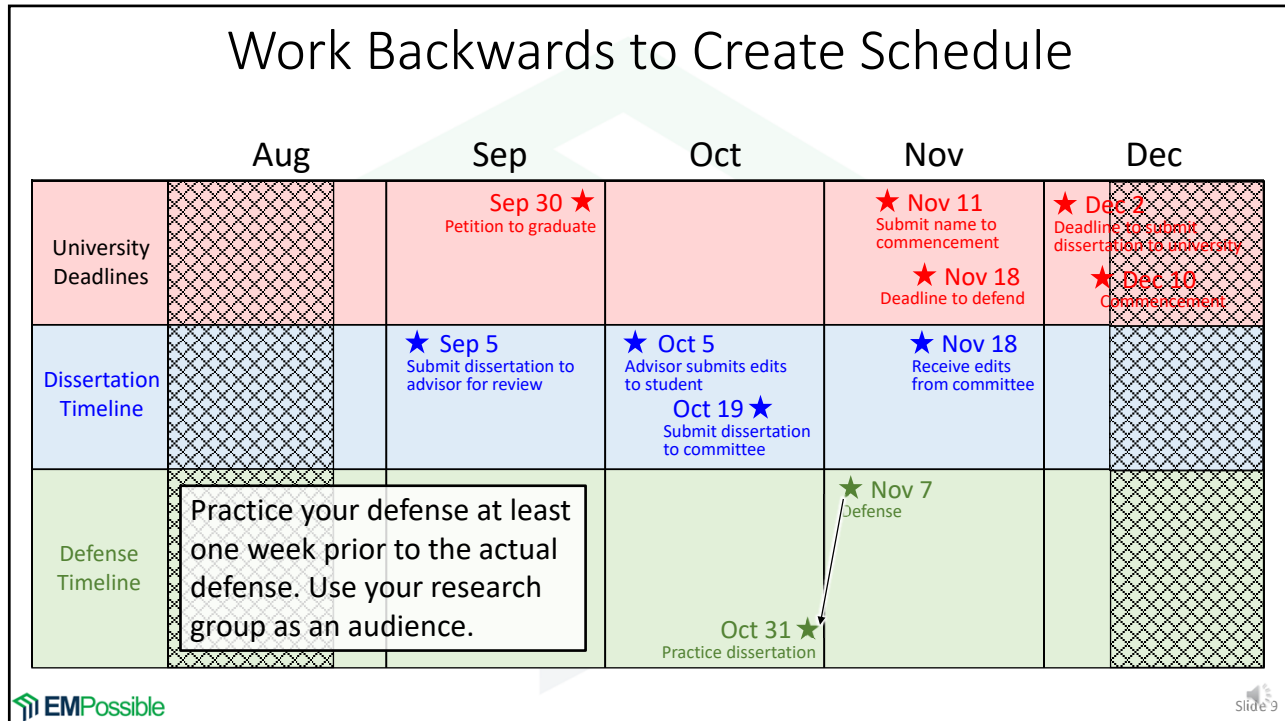 Work Backwards to Create Schedule
Aug Sep Oct Nov Dec
University
Deadlines
Sep 30
Petition to graduate
Nov 11
Submit name to
commencement
Nov 18
Deadline to defend
Dec 2
Deadline to submit
dissertation to university
Dec 10
Commencement
Dissertation
Timeline
Sep 5
Submit dissertation to
advisor for review
Oct 5
Advisor submits edits
to student
Oct 19
Submit dissertation
to committee
Nov 18
Receive edits
from committee
Defense
Timeline
Practice your defense at least
one week prior to the actual
defense. Use your research
group as an audience.
Nov 7
Defense
Oct 31
Practice dissertation
EMPossible
Slide 9